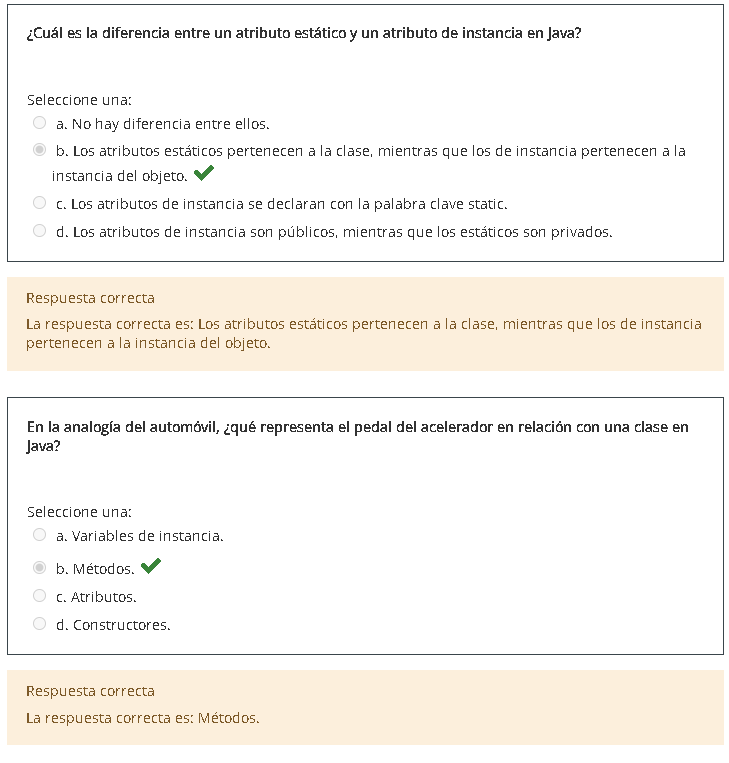 ¿Cuál es la diferencia entre un atributo estático y un atributo de instancia en Java?
Seleccione una:
a. No hay diferencia entre ellos.
b. Los atributos estáticos pertenecen a la clase, mientras que los de instancia pertenecen a la
instancia del objeto.
c. Los atributos de instancia se declaran con la palabra clave static.
d. Los atributos de instancia son públicos, mientras que los estáticos son privados.
Respuesta correcta
La respuesta correcta es: Los atributos estáticos pertenecen a la clase, mientras que los de instancia
pertenecen a la instancia del objeto.
En la analogía del automóvil, ¿qué representa el pedal del acelerador en relación con una clase en
Java?
Seleccione una:
a. Variables de instancia.
b. Métodos.
c. Atributos.
d. Constructores.
Respuesta correcta
La respuesta correcta es: Métodos.